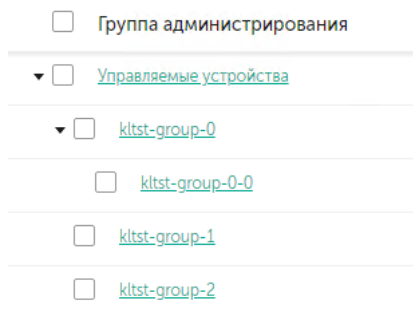 Группа администрирования
Управляемые устройства
kltst-group-0
kltst-group-0-0
kltst-group-1
kltst-group-2